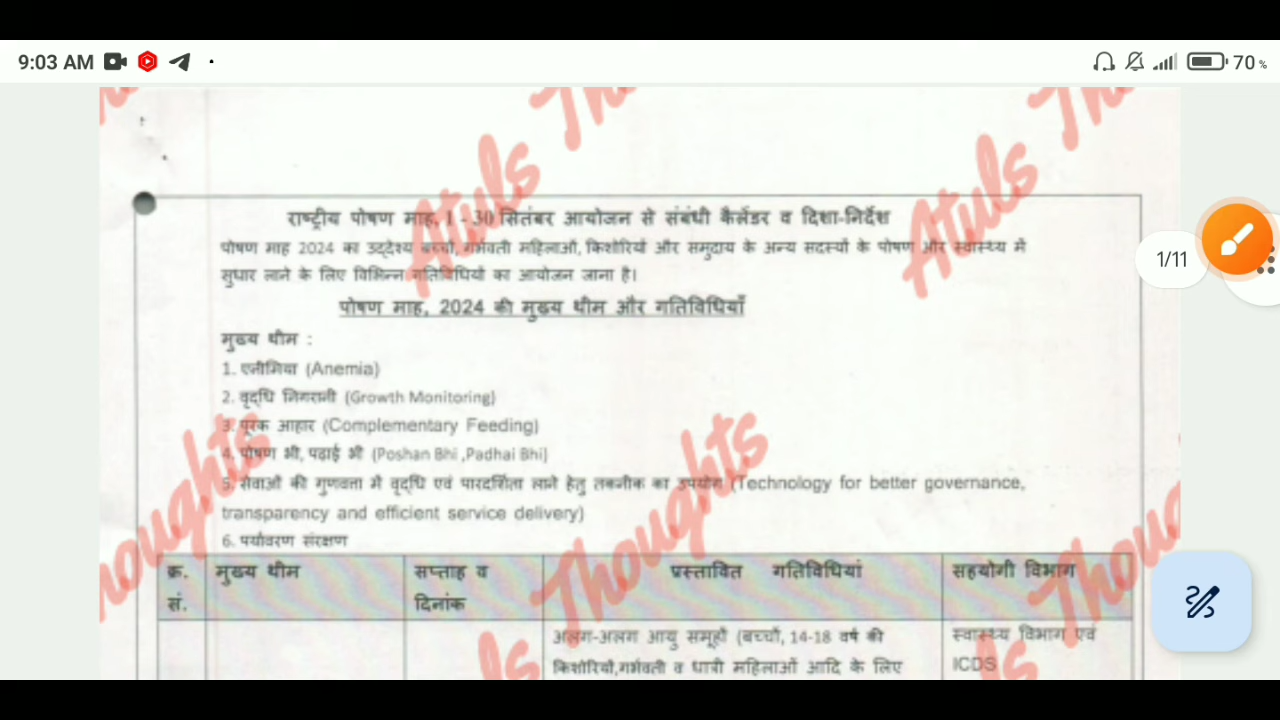 9:03 AM
70 %
Atuls Thoughts
1/11
राष्ट्रीय पोषण माह, 1 - 30 सितंबर आयोजन से संबंधी कैलेंडर व दिशा-निर्देश
पोषण माह 2024 का उद्देश्य बच्चों, गर्भवती महिलाओं, किशोरियों और समुदाय के अन्य सदस्यों के पोषण और स्वास्थ्य में
सुधार लाने के लिए विभिन्न गतिविधियों का आयोजन जाना है।
पोषण माह, 2024 की मुख्य थीम और गतिविधियाँ
मुख्य थीम :
1. एनीमिया (Anemia)
2. वृद्धि निगरानी (Growth Monitoring)
3. पूरक आहार (Complementary Feeding)
4. पोषण भी, पढ़ाई भी (Poshan Bhi ,Padhai Bhi)
5. सेवाओं की गुणवत्ता में वृद्धि एवं पारदर्शिता लाने हेतु तकनीक का उपयोग (Technology for better governance,
transparency and efficient service delivery)
6. पर्यावरण संरक्षण
क्र. सं.
मुख्य थीम
सप्ताह व दिनांक
प्रस्तावित गतिविधियां
सहयोगी विभाग
अलग-अलग आयु समूहों (बच्चों, 14-18 वर्ष की
किशोरियों,गर्भवती व धात्री महिलाओं आदि के लिए
स्वास्थ्य विभाग एवं
ICDS